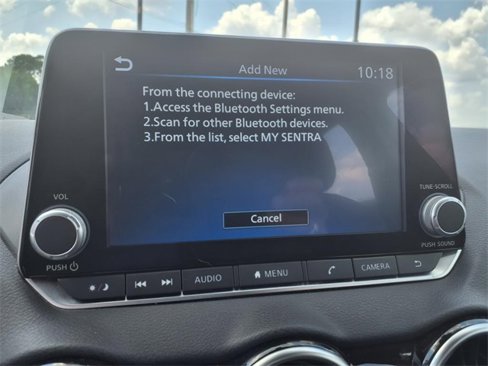 Add New
10:18
From the connecting device:
1.Access the Bluetooth Settings menu.
2.Scan for other Bluetooth devices.
3.From the list, select MY SENTRA
Cancel
VOL
PUSH
TUNE·SCROLL
PUSH SOUND
AUDIO
MENU
CAMERA